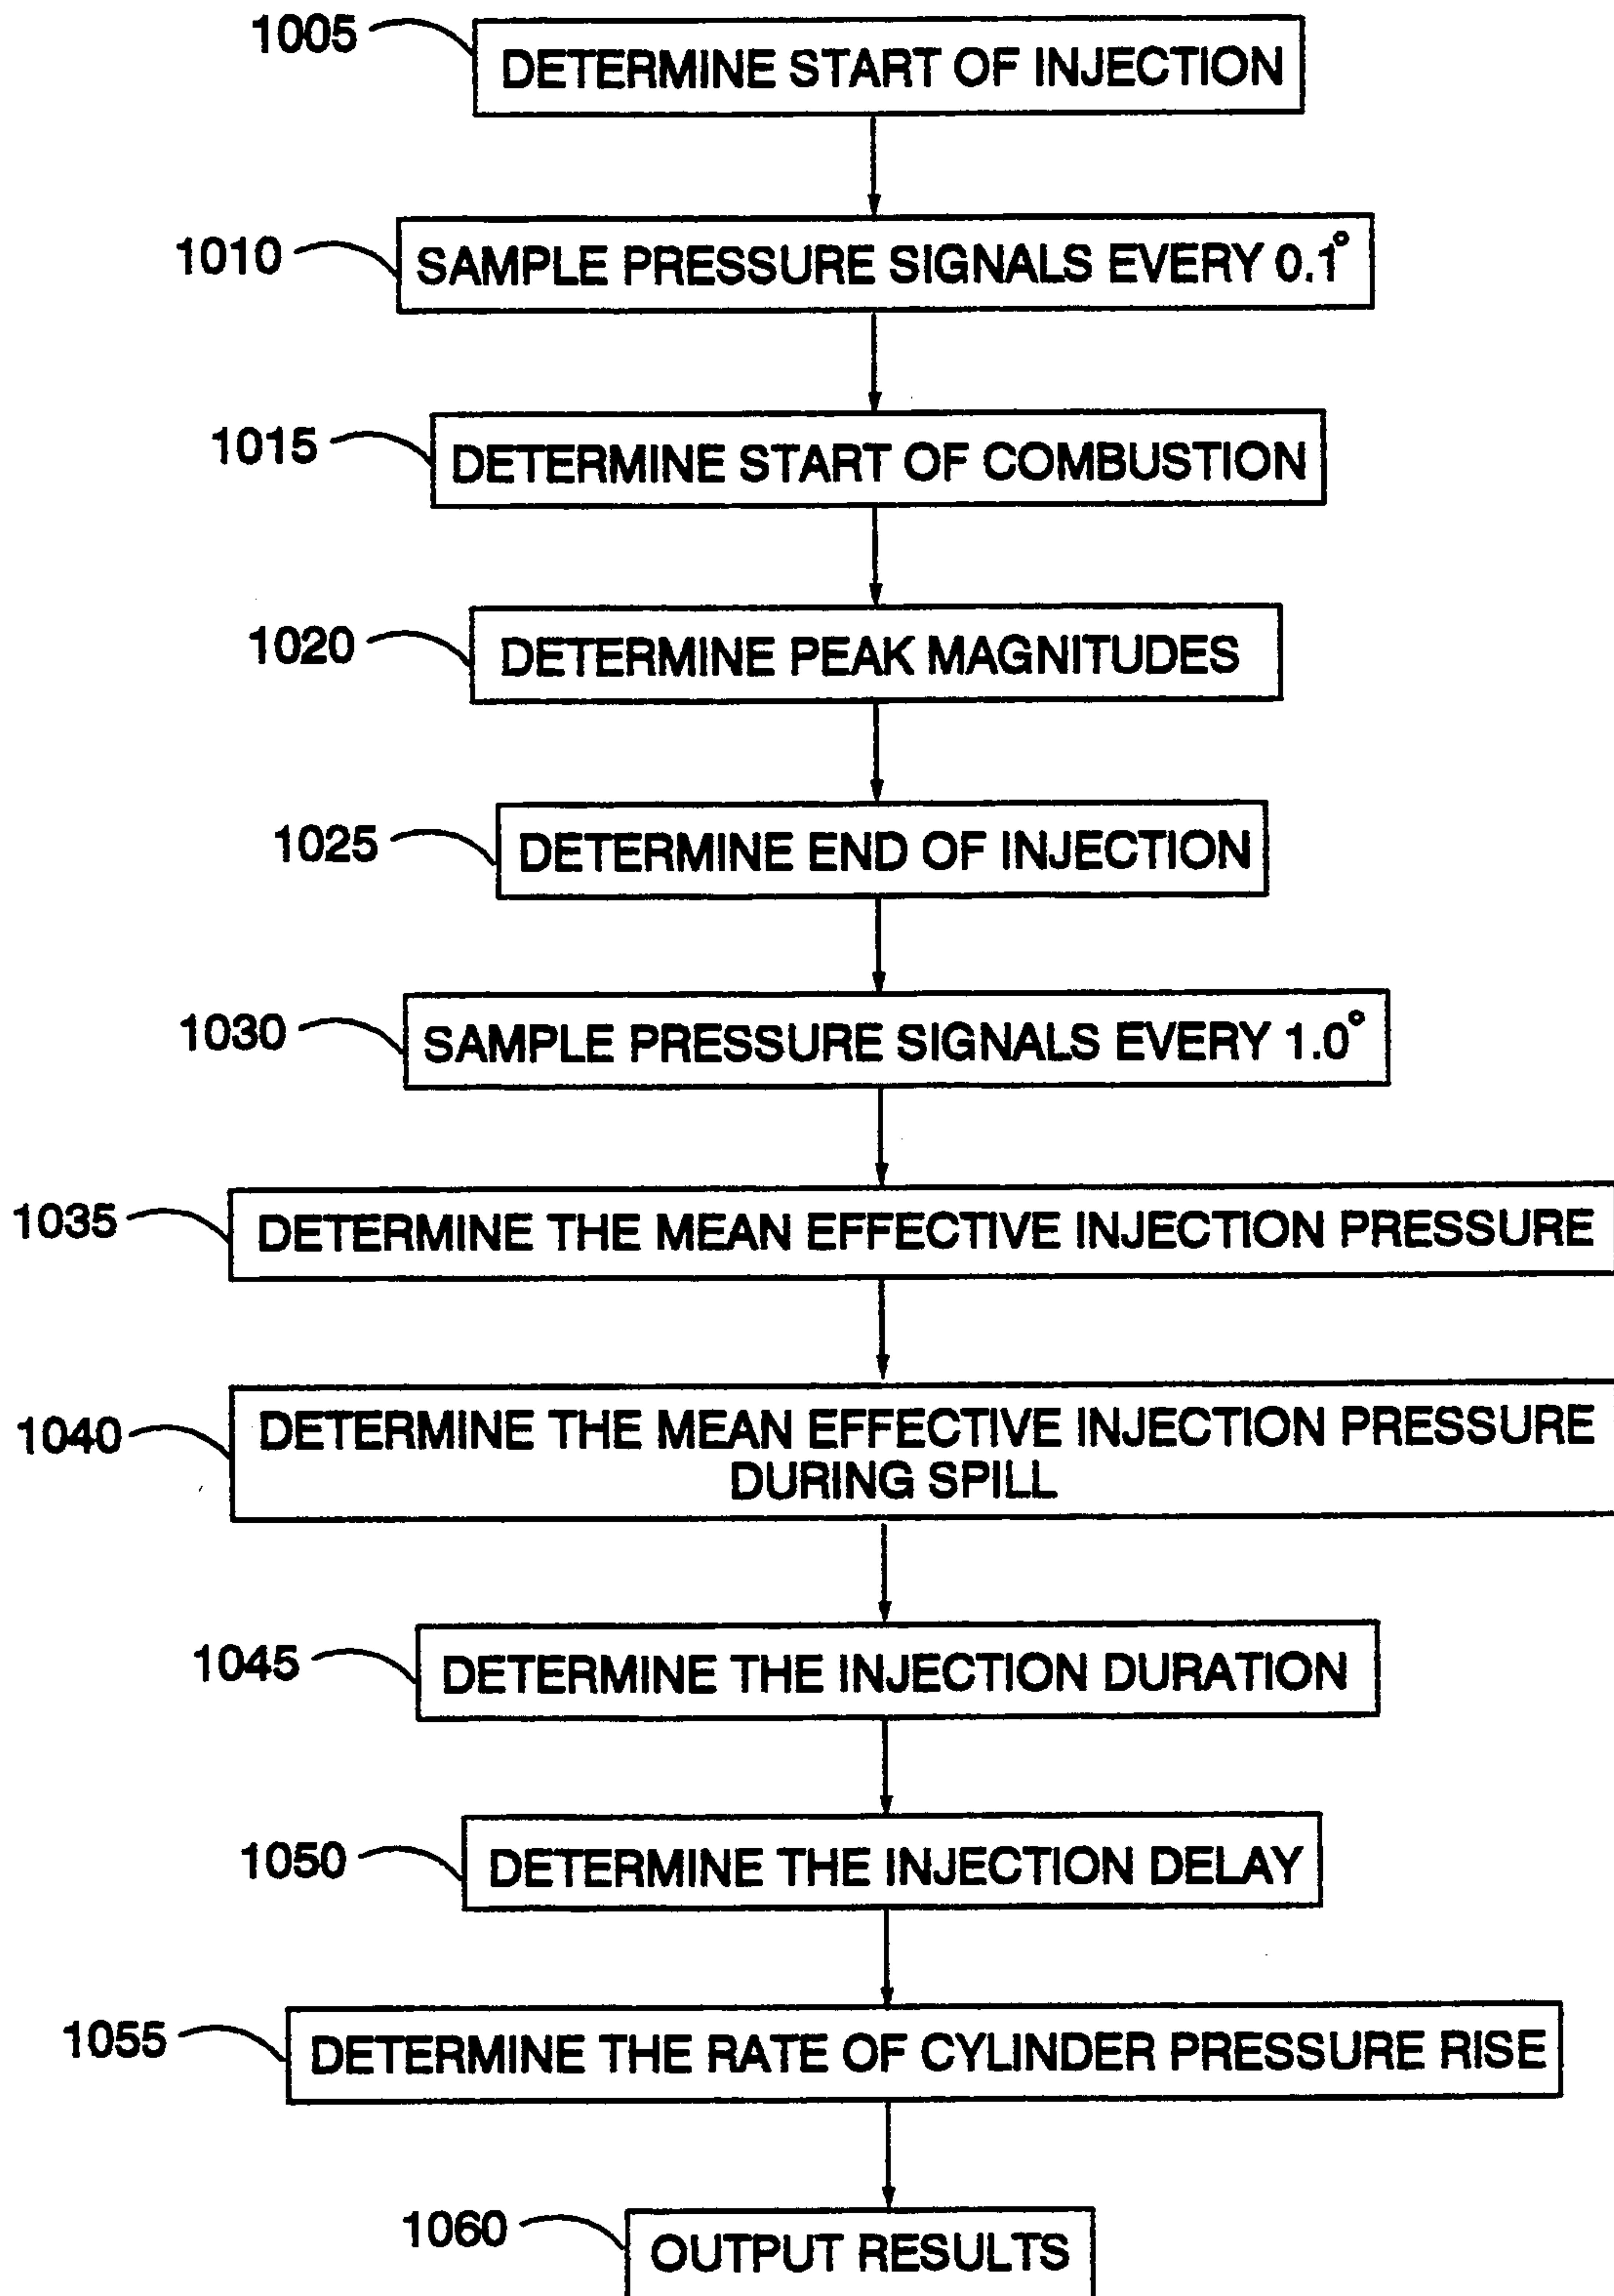 1005
DETERMINE START OF INJECTION
1010
SAMPLE PRESSURE SIGNALS EVERY 0.1°
1015
DETERMINE START OF COMBUSTION
1020
DETERMINE PEAK MAGNITUDES
1025
DETERMINE END OF INJECTION
1030
SAMPLE PRESSURE SIGNALS EVERY 1.0°
1035
DETERMINE THE MEAN EFFECTIVE INJECTION PRESSURE
1040
DETERMINE THE MEAN EFFECTIVE INJECTION PRESSURE
DURING SPILL
1045
DETERMINE THE INJECTION DURATION
1050
DETERMINE THE INJECTION DELAY
1055
DETERMINE THE RATE OF CYLINDER PRESSURE RISE
1060
OUTPUT RESULTS